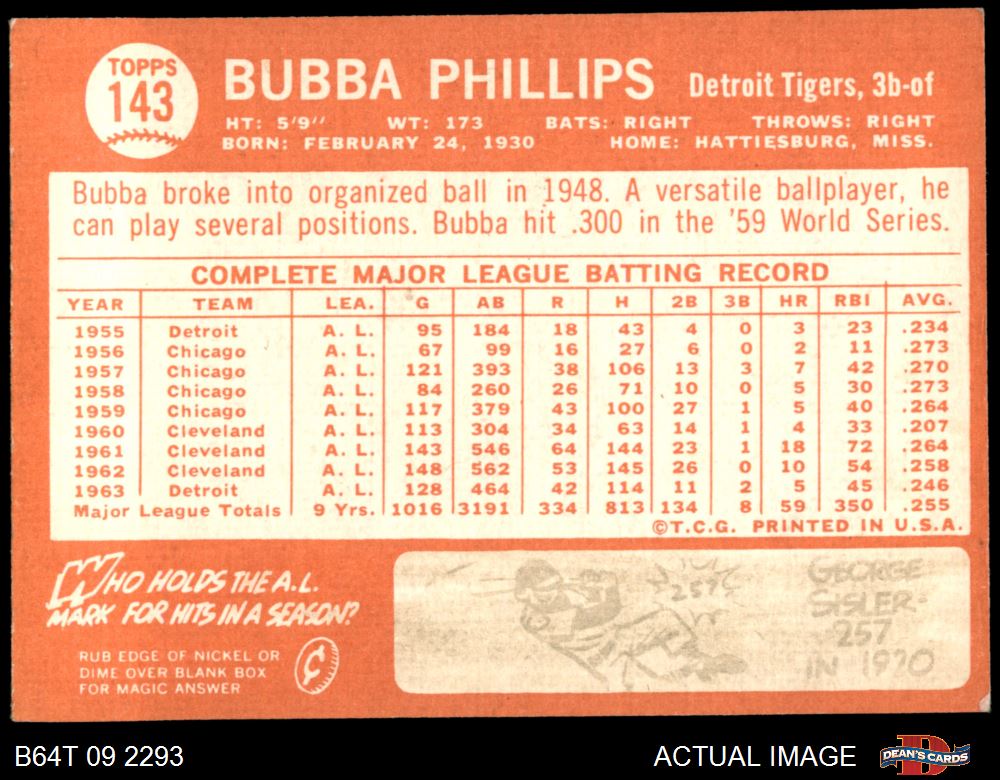 TOPPS
143
BUBBA PHILLIPS Detroit Tigers, 3b-of
HT: 5'9" WT: 173 BATS: RIGHT THROWS: RIGHT
BORN: FEBRUARY 24, 1930 HOME: HATTIESBURG, MISS.
Bubba broke into organized ball in 1948. A versatile ballplayer, he
can play several positions. Bubba hit .300 in the '59 World Series.
COMPLETE MAJOR LEAGUE BATTING RECORD
YEAR TEAM LEA. G AB R H 2B 3B HR RBI AVG.
1955 Detroit A. L. 95 184 18 43 4 0 3 23 .234
1956 Chicago A. L. 67 99 16 27 6 0 2 11 .273
1957 Chicago A. L. 121 393 38 106 13 3 7 42 .270
1958 Chicago A. L. 84 260 26 71 10 0 5 30 .273
1959 Chicago A. L. 117 379 43 100 27 1 5 40 .264
1960 Cleveland A. L. 113 304 34 63 14 1 4 33 .207
1961 Cleveland A. L. 143 546 64 144 23 1 18 72 .264
1962 Cleveland A. L. 148 562 53 145 26 0 10 54 .258
1963 Detroit A. L. 128 464 42 114 11 2 5 45 .246
Major League Totals 9 Yrs. 1016 3191 334 813 134 8 59 350 .255
©T.C.G. PRINTED IN U.S.A.
WHO HOLDS THE A.L.
MARK FOR HITS IN A SEASON?
RUB EDGE OF NICKEL OR
DIME OVER BLANK BOX
FOR MAGIC ANSWER
¢
257
GEORGE
SISLER-
257
IN 1920
B64T 09 2293 ACTUAL IMAGE DEAN'S CARDS